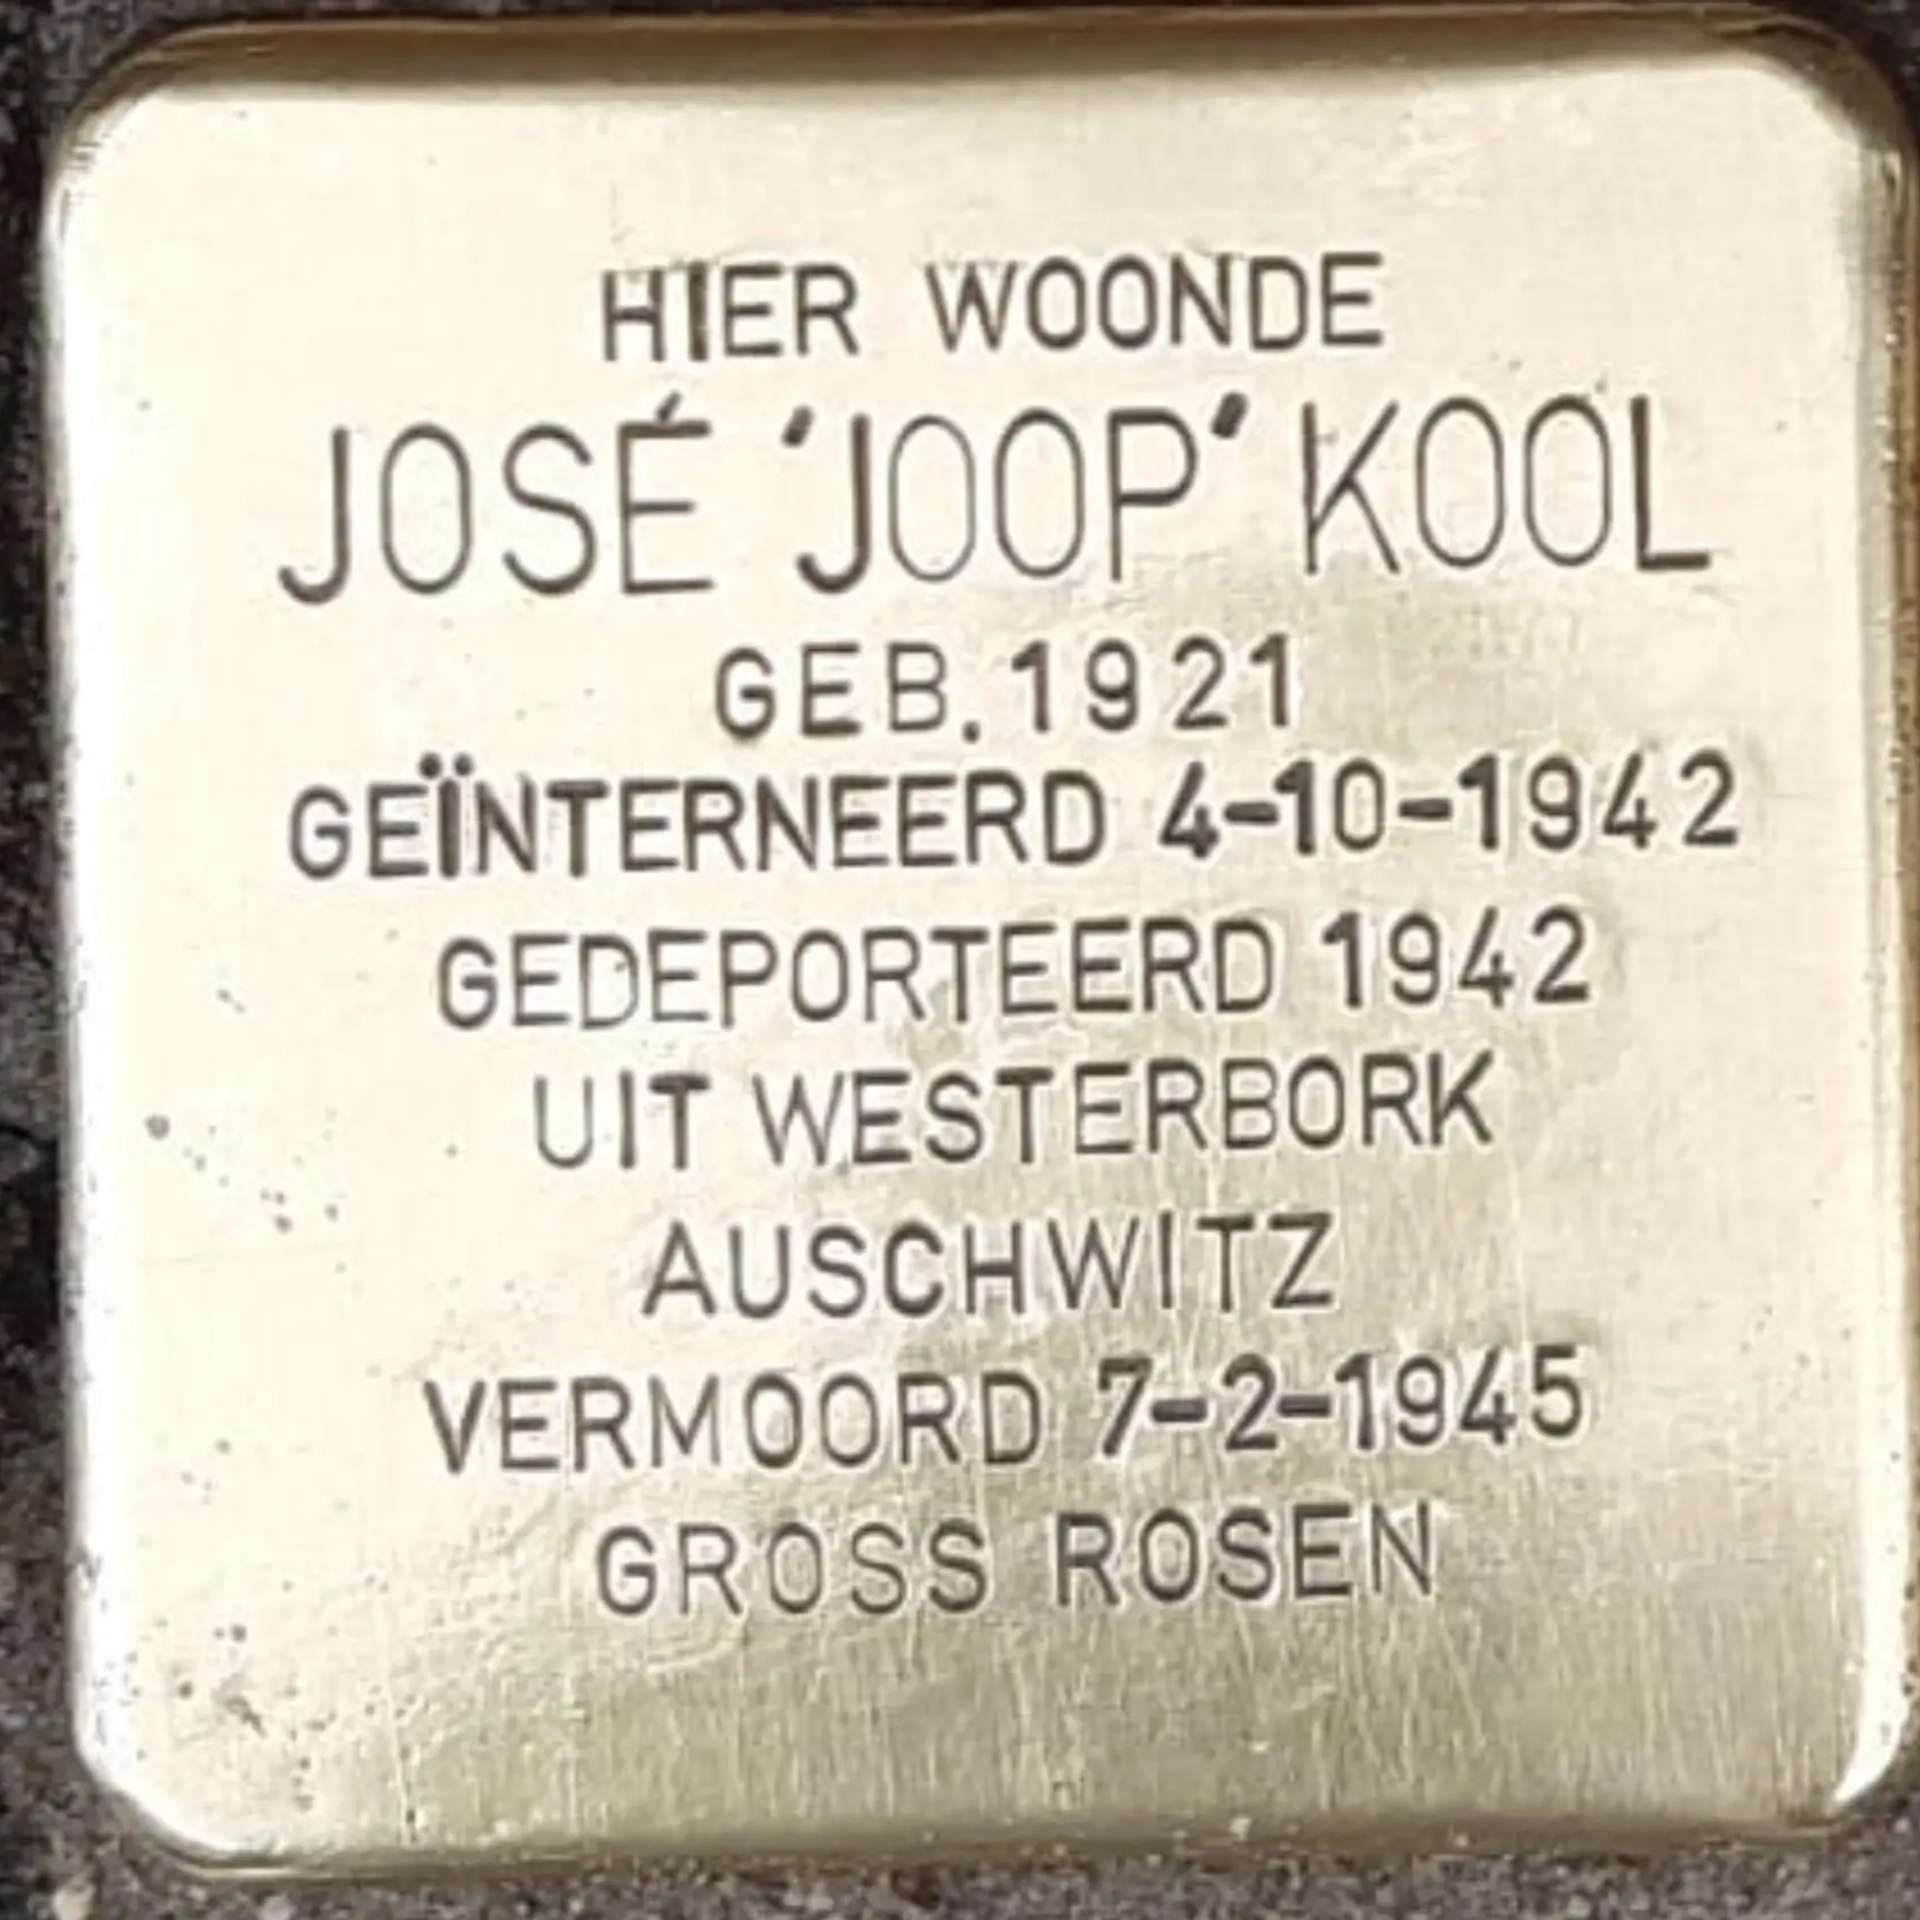 HIER WOONDE
JOSÉ 'JOOP' KOOL
GEB. 1921
GEÏNTERNEERD 4-10-1942
GEDEPORTEERD 1942
UIT WESTERBORK
AUSCHWITZ
VERMOORD 7-2-1945
GROSS ROSEN